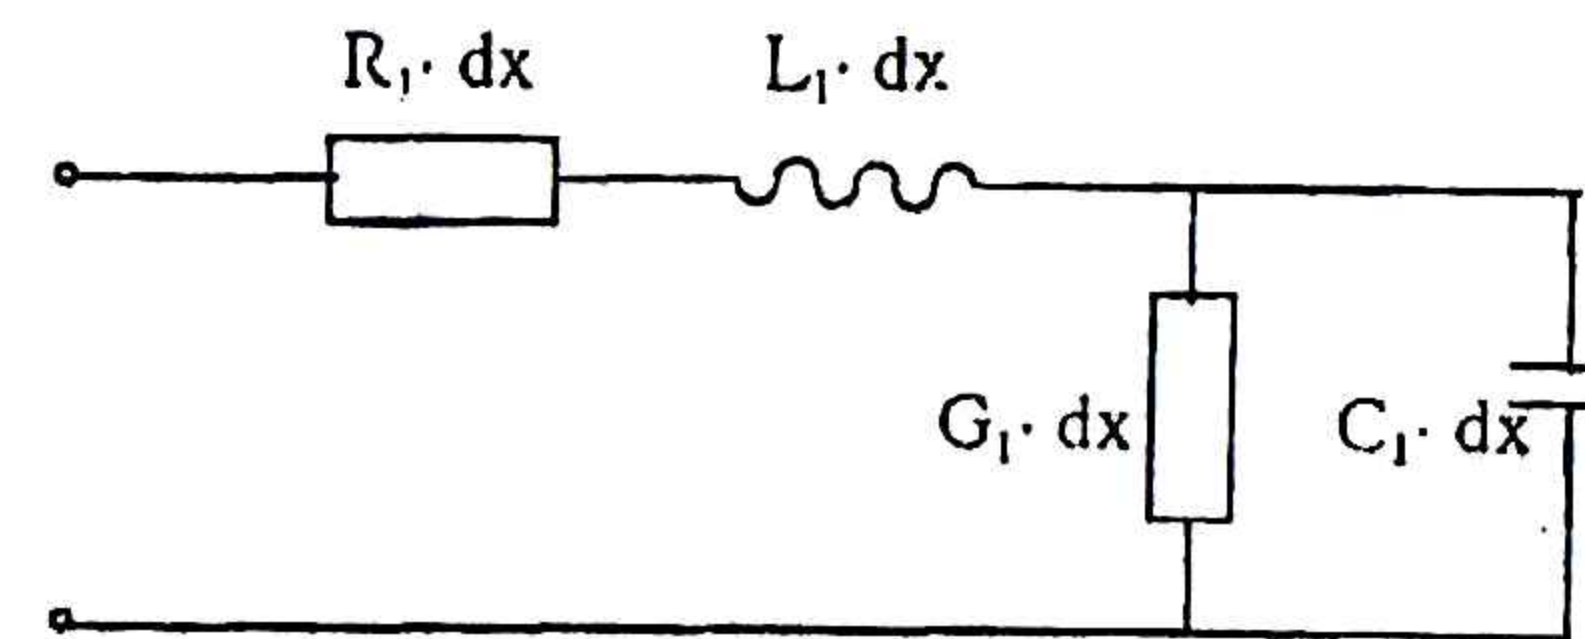 R₁· dx L₁· dx
G₁· dx C₁· dx